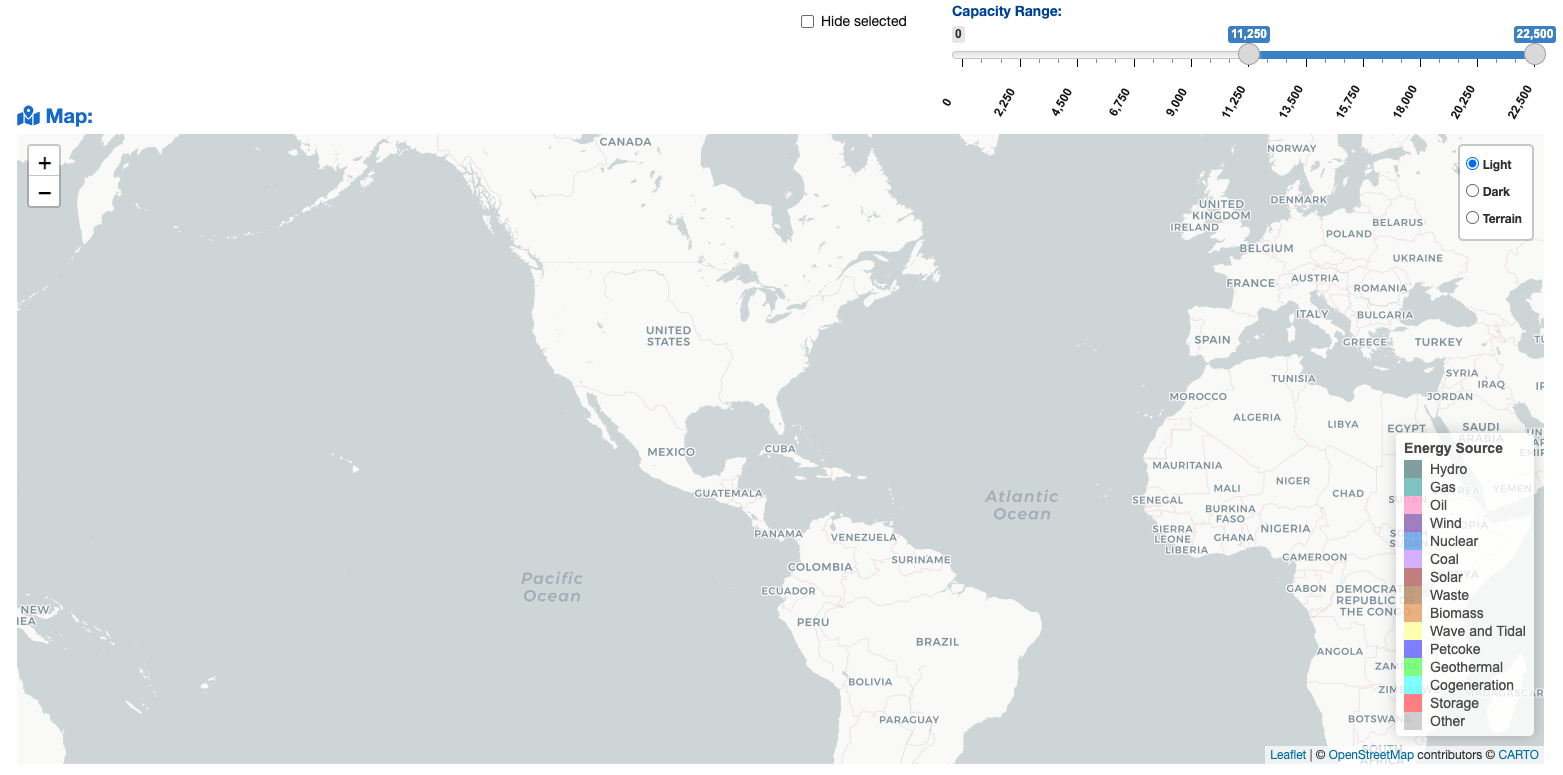 Hide selected
Capacity Range:
0
11,250
22,500
0
2,250
4,500
6,750
9,000
11,250
13,500
15,750
18,000
20,250
22,500
Map:
+
−
Light
Dark
Terrain
CANADA
NORWAY
UNITED
KINGDOM
DENMARK
IRELAND
BELARUS
POLAND
BELGIUM
UKRAINE
FRANCE
AUSTRIA
ROMANIA
ITALY
BULGARIA
UNITED
STATES
SPAIN
GREECE
TURKEY
SYRIA
TUNISIA
IRAQ
MOROCCO
JORDAN
ALGERIA
LIBYA
EGYPT
SAUDI
ARABIA
MEXICO
CUBA
MAURITANIA
GUATEMALA
NIGER
MALI
CHAD
YEMEN
SENEGAL
Atlantic
Ocean
BURKINA
FASO
SIERRA
LEONE
LIBERIA
GHANA
NIGERIA
PANAMA
VENEZUELA
CAMEROON
SURINAME
COLOMBIA
Pacific
Ocean
ECUADOR
GABON
DEMOCRA
REPUBLIC
THE CONGO
NEW
PERU
BRAZIL
ANGOLA
BOLIVIA
PARAGUAY
BOTSWANA
SOUTH
Energy Source
Hydro
Gas
Oil
Wind
Nuclear
Coal
Solar
Waste
Biomass
Wave and Tidal
Petcoke
Geothermal
Cogeneration
Storage
Other
Leaflet | © OpenStreetMap contributors © CARTO